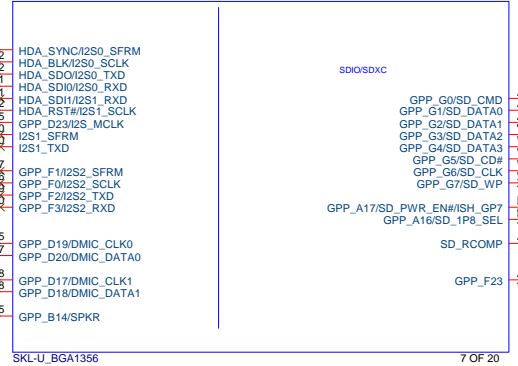 HDA_SYNC/I2S0_SFRM
HDA_BLK/I2S0_SCLK
HDA_SDO/I2S0_TXD
HDA_SDI0/I2S0_RXD
HDA_SDI1/I2S1_RXD
HDA_RST#/I2S1_SCLK
GPP_D23/I2S_MCLK
I2S1_SFRM
I2S1_TXD
GPP_F1/I2S2_SFRM
GPP_F0/I2S2_SCLK
GPP_F2/I2S2_TXD
GPP_F3/I2S2_RXD
GPP_D19/DMIC_CLK0
GPP_D20/DMIC_DATA0
GPP_D17/DMIC_CLK1
GPP_D18/DMIC_DATA1
GPP_B14/SPKR
SDIO/SDXC
GPP_G0/SD_CMD
GPP_G1/SD_DATA0
GPP_G2/SD_DATA1
GPP_G3/SD_DATA2
GPP_G4/SD_DATA3
GPP_G5/SD_CD#
GPP_G6/SD_CLK
GPP_G7/SD_WP
GPP_A17/SD_PWR_EN#/ISH_GP7
GPP_A16/SD_1P8_SEL
SD_RCOMP
GPP_F23
SKL-U_BGA1356
7 OF 20